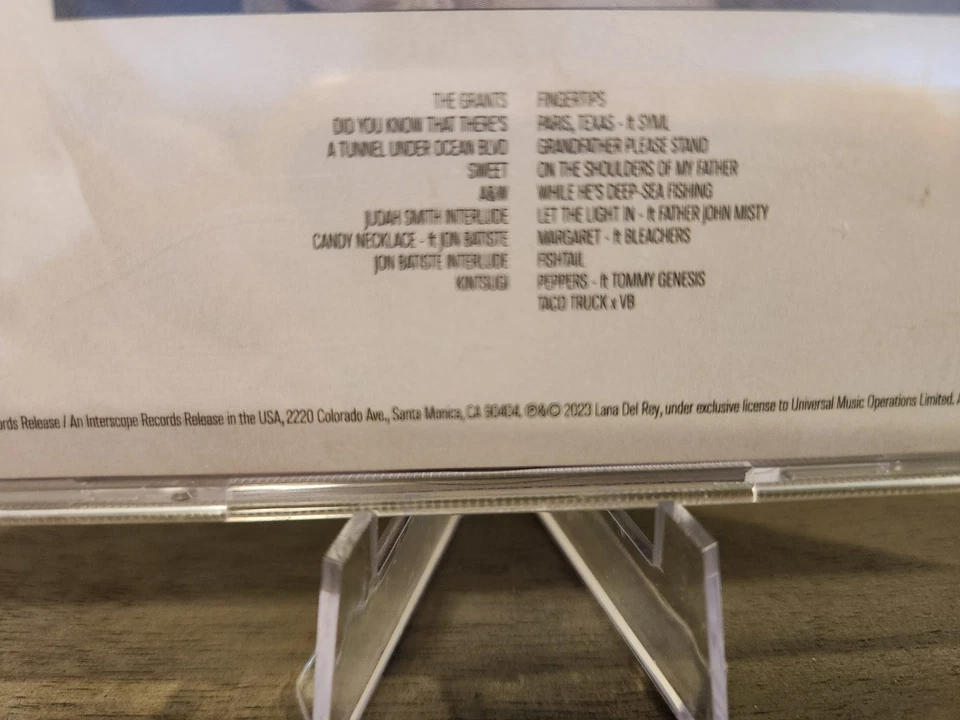 THE GRANTS
DID YOU KNOW THAT THERE'S
A TUNNEL UNDER OCEAN BLVD
SWEET
A&W
JUDAH SMITH INTERLUDE
CANDY NECKLACE - ft JON BATISTE
JON BATISTE INTERLUDE
KINTSUGI
FINGERTIPS
PARIS, TEXAS - ft SYML
GRANDFATHER PLEASE STAND
ON THE SHOULDERS OF MY FATHER
WHILE HE'S DEEP-SEA FISHING
LET THE LIGHT IN - ft FATHER JOHN MISTY
MARGARET - ft BLEACHERS
FISHTAIL
PEPPERS - ft TOMMY GENESIS
TACO TRUCK x VB
ords Release / An Interscope Records Release in the USA, 2220 Colorado Ave., Santa Monica, CA 90404. ℗&© 2023 Lana Del Rey, under exclusive license to Universal Music Operations Limited.